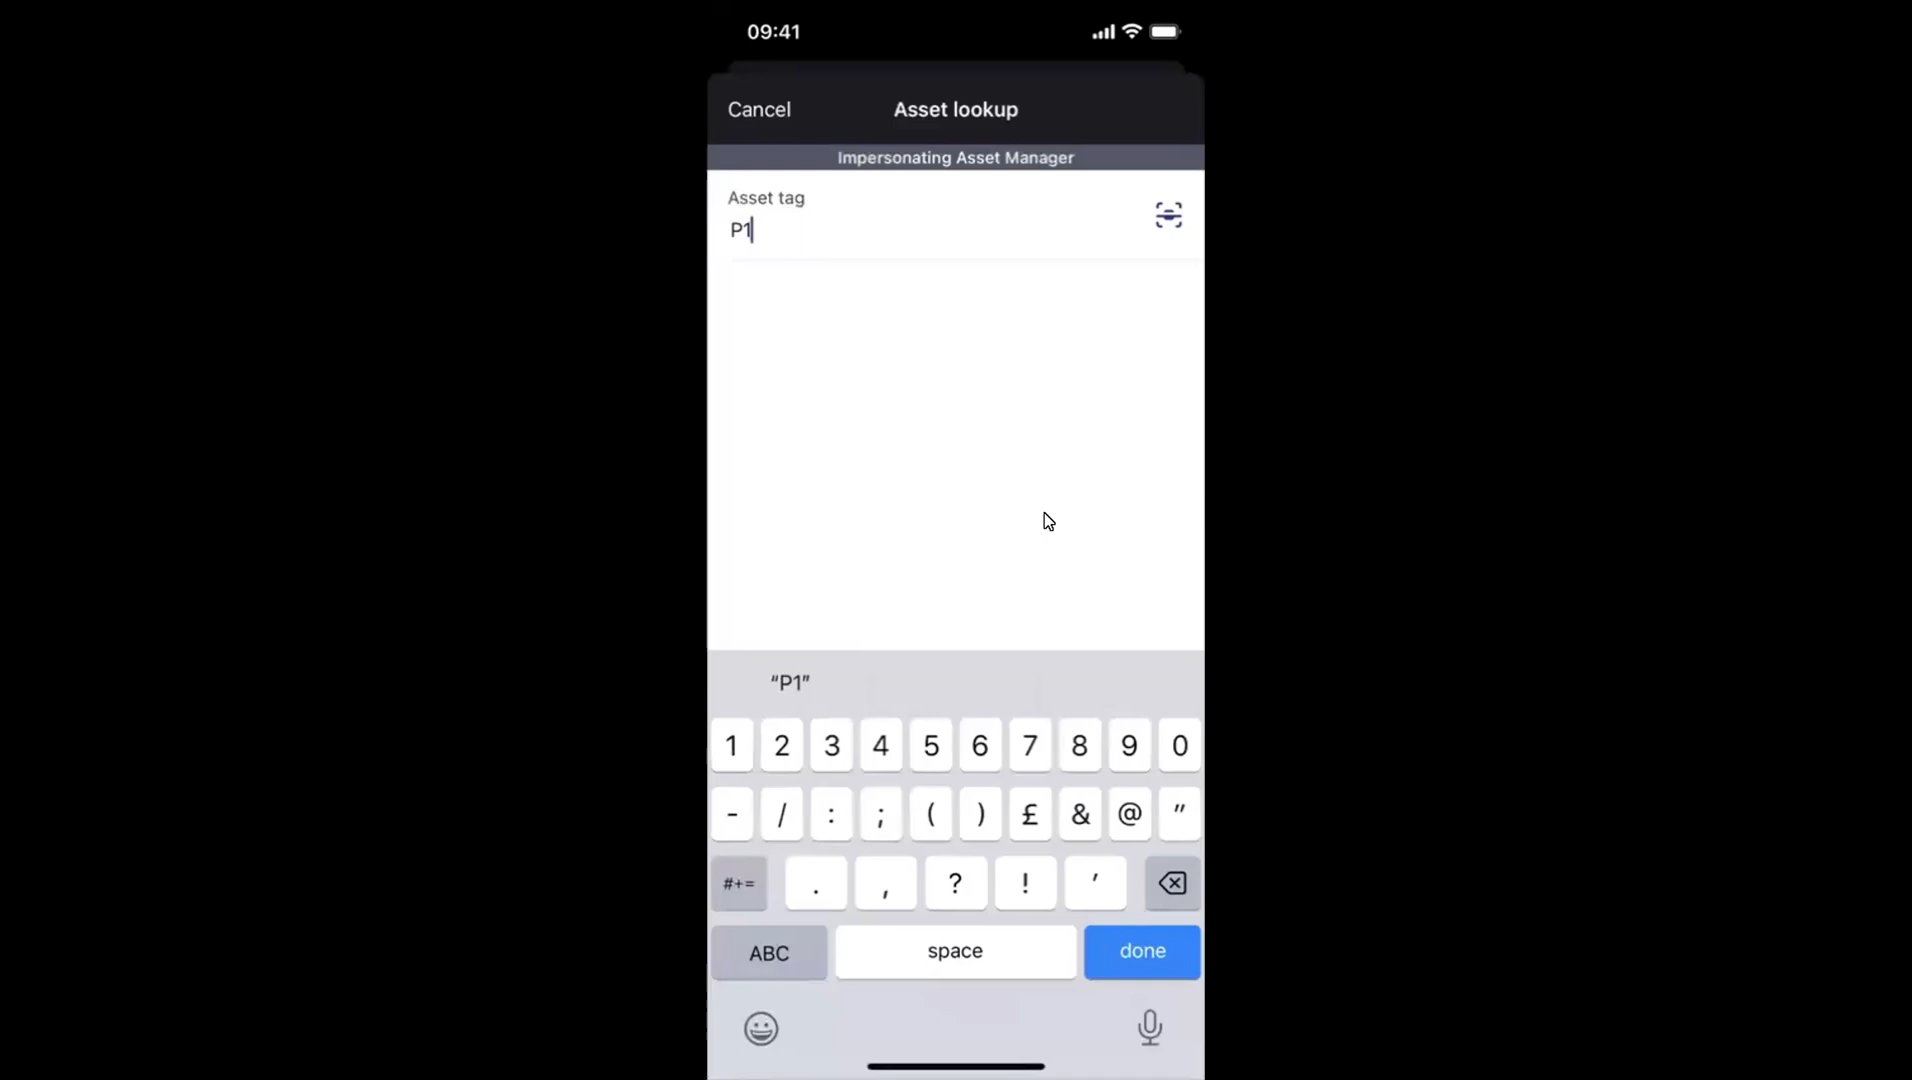 09:41
Cancel Asset lookup
Impersonating Asset Manager
Asset tag
P1
“P1”
1 2 3 4 5 6 7 8 9 0
- / : ; ( ) £ & @ "
#+= . , ? ! '
ABC space done